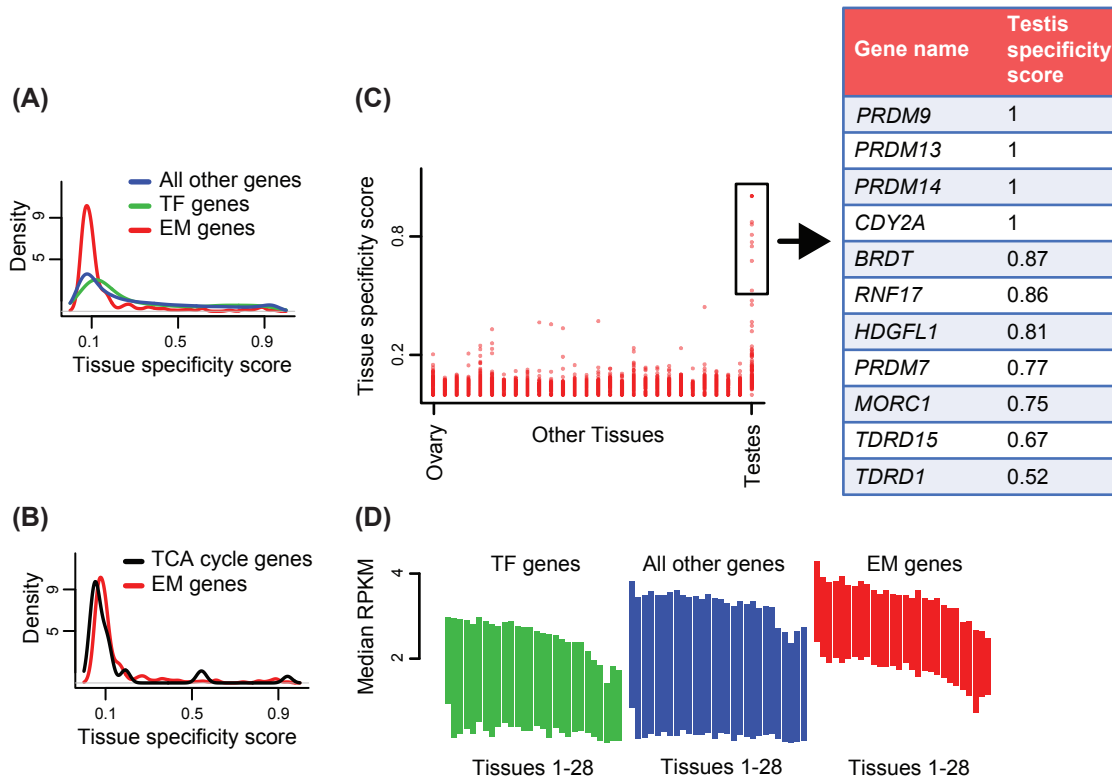 (A)
All other genes
TF genes
EM genes
Density
9
5
0.1 0.5 0.9
Tissue specificity score
(B)
TCA cycle genes
EM genes
Density
9
5
0.1 0.5 0.9
Tissue specificity score
(C)
Tissue specificity score
0.8
0.2
Ovary
Other Tissues
Testes
Gene name Testis specificity score
PRDM9 1
PRDM13 1
PRDM14 1
CDY2A 1
BRDT 0.87
RNF17 0.86
HDGFL1 0.81
PRDM7 0.77
MORC1 0.75
TDRD15 0.67
TDRD1 0.52
(D)
TF genes All other genes EM genes
Median RPKM
4
2
Tissues 1-28 Tissues 1-28 Tissues 1-28